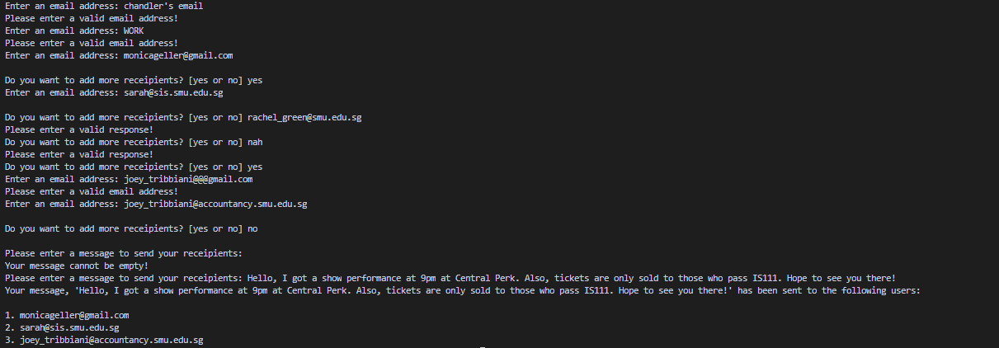 Enter an email address: chandler's email
Please enter a valid email address!
Enter an email address: WORK
Please enter a valid email address!
Enter an email address: monicageller@gmail.com
Do you want to add more receipients? [yes or no] yes
Enter an email address: sarah@sis.smu.edu.sg
Do you want to add more receipients? [yes or no] rachel_green@smu.edu.sg
Please enter a valid response!
Do you want to add more receipients? [yes or no] nah
Please enter a valid response!
Do you want to add more receipients? [yes or no] yes
Enter an email address: joey_tribbiani@@@gmail.com
Please enter a valid email address!
Enter an email address: joey_tribbiani@accountancy.smu.edu.sg
Do you want to add more receipients? [yes or no] no
Please enter a message to send your receipients:
Your message cannot be empty!
Please enter a message to send your receipients: Hello, I got a show performance at 9pm at Central Perk. Also, tickets are only sold to those who pass IS111. Hope to see you there!
Your message, 'Hello, I got a show performance at 9pm at Central Perk. Also, tickets are only sold to those who pass IS111. Hope to see you there!' has been sent to the following users:
1. monicageller@gmail.com
2. sarah@sis.smu.edu.sg
3. joey_tribbiani@accountancy.smu.edu.sg